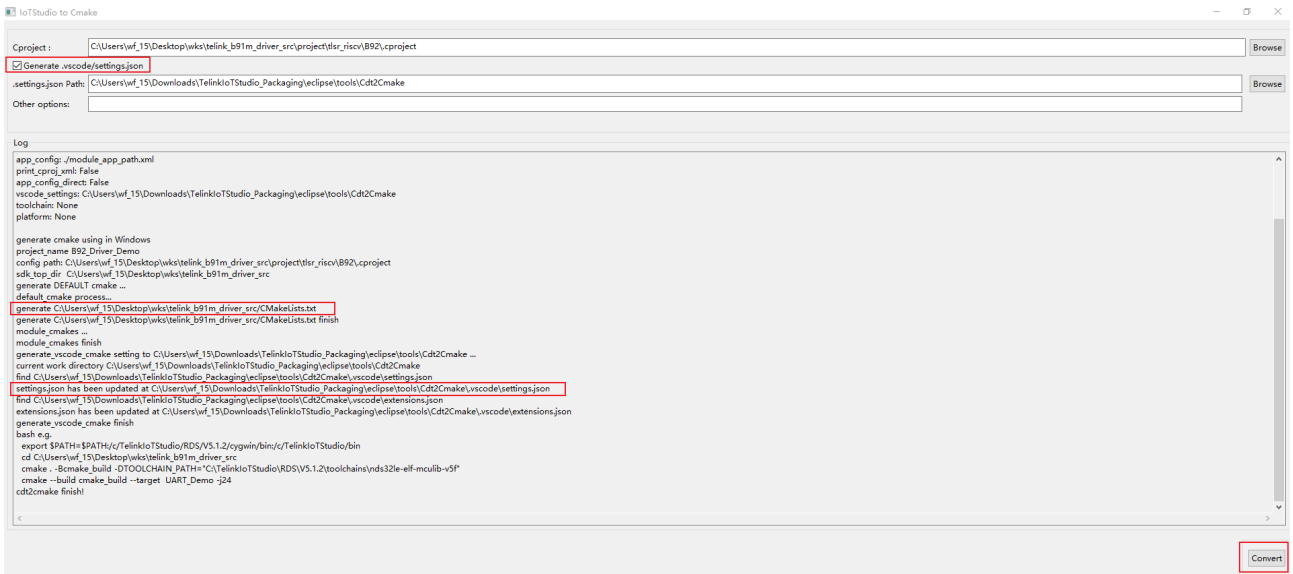 IoTStudio to Cmake
Cproject :
C:\Users\wf_15\Desktop\wks\telink_b91m_driver_src\project\tlsr_riscv\B92\.cproject
Browse
Generate .vscode/settings.json
.settings.json Path:
C:\Users\wf_15\Downloads\TelinkIoTStudio_Packaging\eclipse\tools\Cdt2Cmake
Browse
Other options:
Log
app_config: ./module_app_path.xml
print_cproj_xml: False
app_config_direct: False
vscode_settings: C:\Users\wf_15\Downloads\TelinkIoTStudio_Packaging\eclipse\tools\Cdt2Cmake
toolchain: None
platform: None
generate cmake using in Windows
project_name B92_Driver_Demo
config path: C:\Users\wf_15\Desktop\wks\telink_b91m_driver_src\project\tlsr_riscv\B92\.cproject
sdk_top_dir  C:\Users\wf_15\Desktop\wks\telink_b91m_driver_src
generate DEFAULT cmake ...
default_cmake process...
generate C:\Users\wf_15\Desktop\wks\telink_b91m_driver_src/CMakeLists.txt
generate C:\Users\wf_15\Desktop\wks\telink_b91m_driver_src/CMakeLists.txt finish
module_cmakes ...
module_cmakes finish
generate_vscode_cmake setting to C:\Users\wf_15\Downloads\TelinkIoTStudio_Packaging\eclipse\tools\Cdt2Cmake ...
current work directory C:\Users\wf_15\Downloads\TelinkIoTStudio_Packaging\eclipse\tools\Cdt2Cmake
find C:\Users\wf_15\Downloads\TelinkIoTStudio_Packaging\eclipse\tools\Cdt2Cmake\.vscode\settings.json
settings.json has been updated at C:\Users\wf_15\Downloads\TelinkIoTStudio_Packaging\eclipse\tools\Cdt2Cmake\.vscode\settings.json
find C:\Users\wf_15\Downloads\TelinkIoTStudio_Packaging\eclipse\tools\Cdt2Cmake\.vscode\extensions.json
extensions.json has been updated at C:\Users\wf_15\Downloads\TelinkIoTStudio_Packaging\eclipse\tools\Cdt2Cmake\.vscode\extensions.json
generate_vscode_cmake finish
bash e.g.
export $PATH=$PATH:/c/TelinkIoTStudio/RDS/V5.1.2/cygwin/bin:/c/TelinkIoTStudio/bin
cd C:\Users\wf_15\Desktop\wks\telink_b91m_driver_src
cmake . -Bcmake_build -DTOOLCHAIN_PATH="C:\TelinkIoTStudio\RDS\V5.1.2\toolchains\nds32le-elf-mculib-v5f"
cmake --build cmake_build --target  UART_Demo -j24
cdt2cmake finish!
Convert